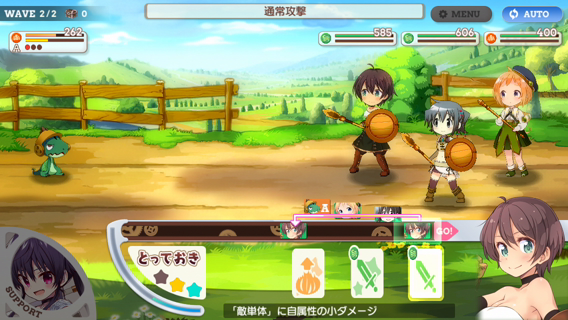 WAVE 2/2 0
通常攻撃
MENU
AUTO
262
A
585
606
400
A
GO!
とっておき
SUPPORT
「敵単体」に自属性の小ダメージ